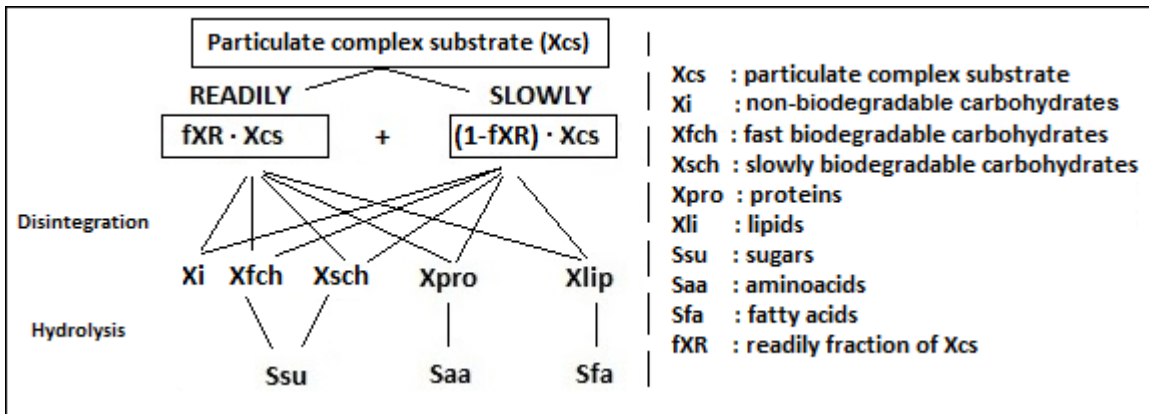 Particulate complex substrate (Xcs)
READILY SLOWLY
fXR · Xcs + (1-fXR) · Xcs
Disintegration
Xi Xfch Xsch Xpro Xlip
Hydrolysis
Ssu Saa Sfa
Xcs : particulate complex substrate
Xi : non-biodegradable carbohydrates
Xfch : fast biodegradable carbohydrates
Xsch : slowly biodegradable carbohydrates
Xpro : proteins
Xli : lipids
Ssu : sugars
Saa : aminoacids
Sfa : fatty acids
fXR : readily fraction of Xcs